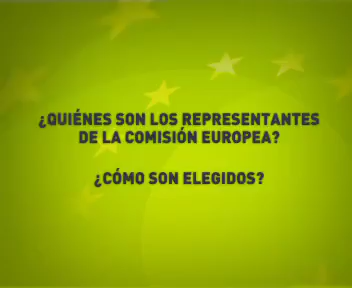 ¿QUIÉNES SON LOS REPRESENTANTES
DE LA COMISIÓN EUROPEA?
¿CÓMO SON ELEGIDOS?